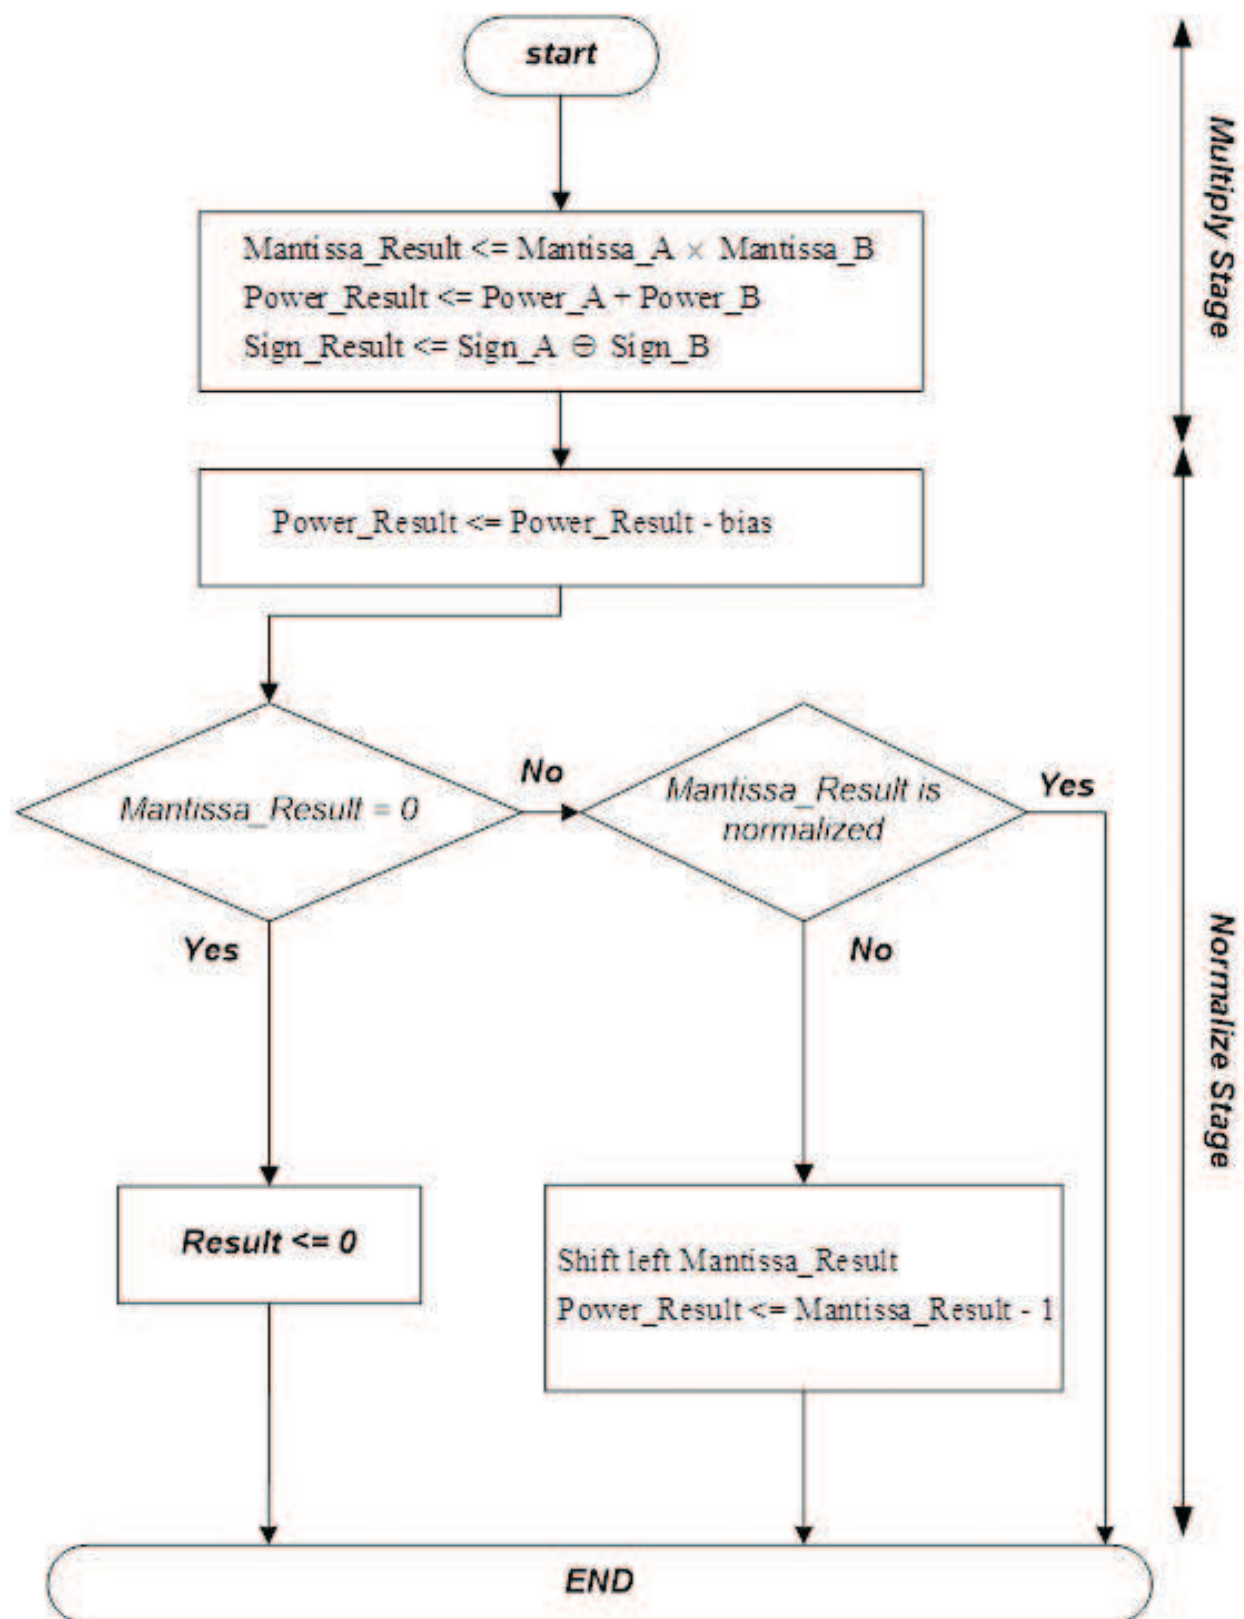 start
Mantissa_Result <= Mantissa_A × Mantissa_B
Power_Result <= Power_A + Power_B
Sign_Result <= Sign_A ⊖ Sign_B
Multiply Stage
Power_Result <= Power_Result - bias
Mantissa_Result = 0
No
Mantissa_Result is
normalized
Yes
Yes
No
Normalize Stage
Result <= 0
Shift left Mantissa_Result
Power_Result <= Mantissa_Result - 1
END